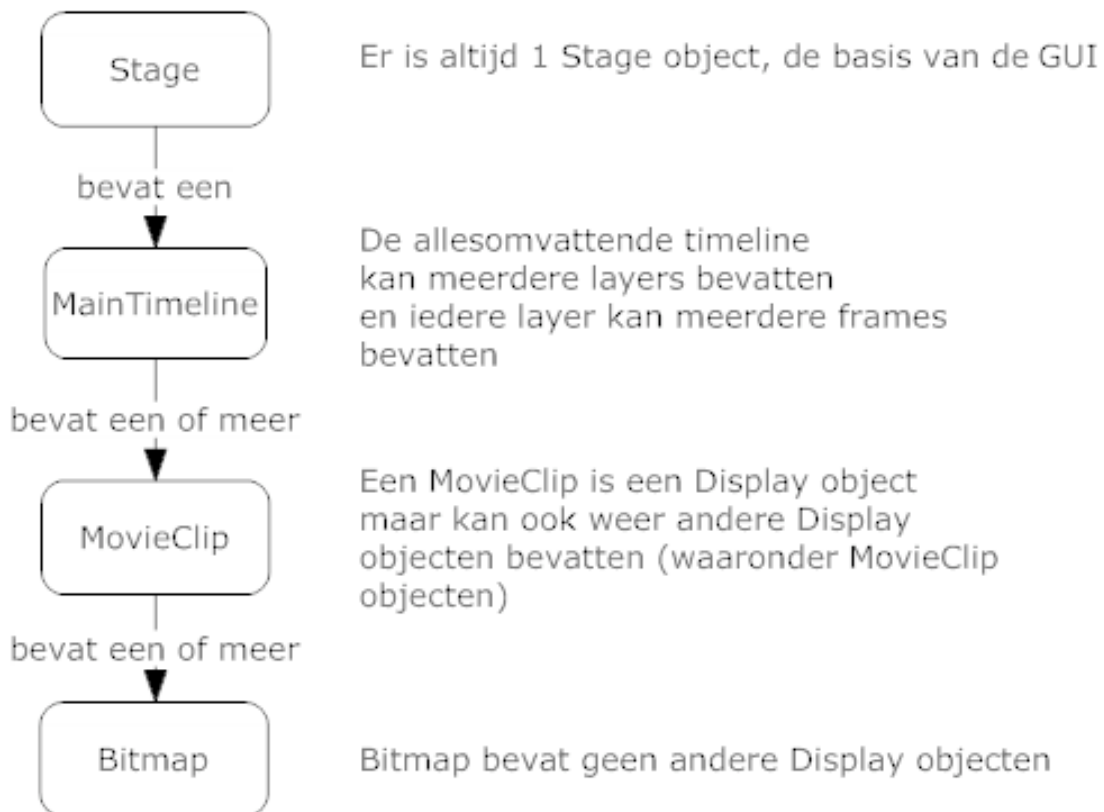 Stage
Er is altijd 1 Stage object, de basis van de GUI
bevat een
MainTimeline
De allesomvattende timeline
kan meerdere layers bevatten
en iedere layer kan meerdere frames
bevatten
bevat een of meer
MovieClip
Een MovieClip is een Display object
maar kan ook weer andere Display
objecten bevatten (waaronder MovieClip
objecten)
bevat een of meer
Bitmap
Bitmap bevat geen andere Display objecten